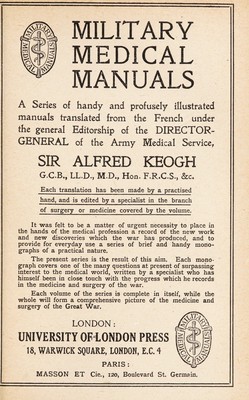 MILITARY
MEDICAL
MANUALS
A Series of handy and profusely illustrated
manuals translated from the French under
the general Editorship of the DIRECTOR-
GENERAL of the Army Medical Service,
SIR ALFRED KEOGH
G.C.B., LL.D., M.D., Hon. F.R.C.S., &c.
Each translation has been made by a practised
hand, and is edited by a specialist in the branch
of surgery or medicine covered by the volume.
It was felt to be a matter of urgent necessity to place in
the hands of the medical profession a record of the new work
and new discoveries which the war has produced, and to
provide for everyday use a series of brief and handy mono-
graphs of a practical nature.
The present series is the result of this aim. Each mono-
graph covers one of the many questions at present of surpassing
interest to the medical world, written by a specialist who has
himself been in close touch with the progress which he records
in the medicine and surgery of the war.
Each volume of the series is complete in itself, while the
whole will form a comprehensive picture of the medicine and
surgery of the Great War.
LONDON:
UNIVERSITY OF LONDON PRESS
18, WARWICK SQUARE, LONDON, E.C. 4
PARIS:
MASSON ET Cie., 120, Boulevard St. Germain.